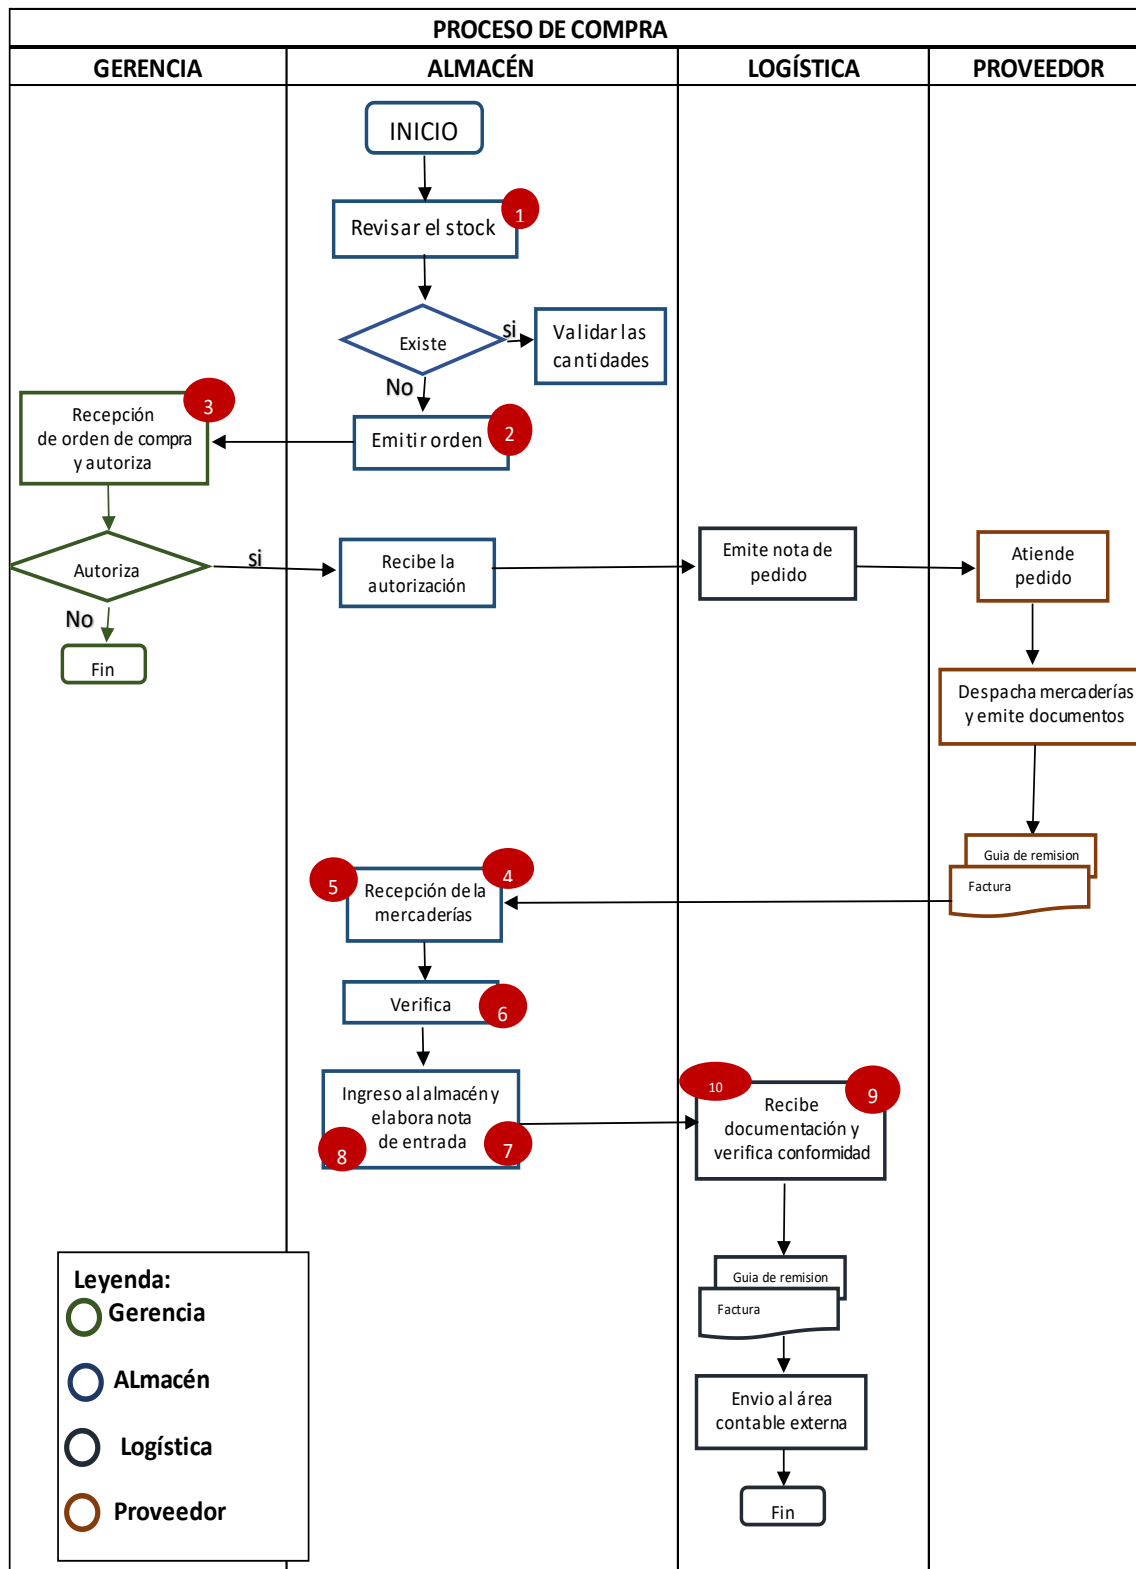 PROCESO DE COMPRA
GERENCIA
ALMACÉN
LOGÍSTICA
PROVEEDOR
INICIO
Revisar el stock
1
Existe
si
Validar las
cantidades
No
Emitir orden
2
Recepción
de orden de compra
y autoriza
3
Autoriza
si
No
Fin
Recibe la
autorización
Emite nota de
pedido
Atiende
pedido
Despacha mercaderías
y emite documentos
Guia de remision
Factura
5
4
Recepción de la
mercaderías
Verifica
6
Ingreso al almacén y
elabora nota
de entrada
8
7
10
9
Recibe
documentación y
verifica conformidad
Guia de remision
Factura
Envio al área
contable externa
Fin
Leyenda:
Gerencia
ALmacén
Logística
Proveedor